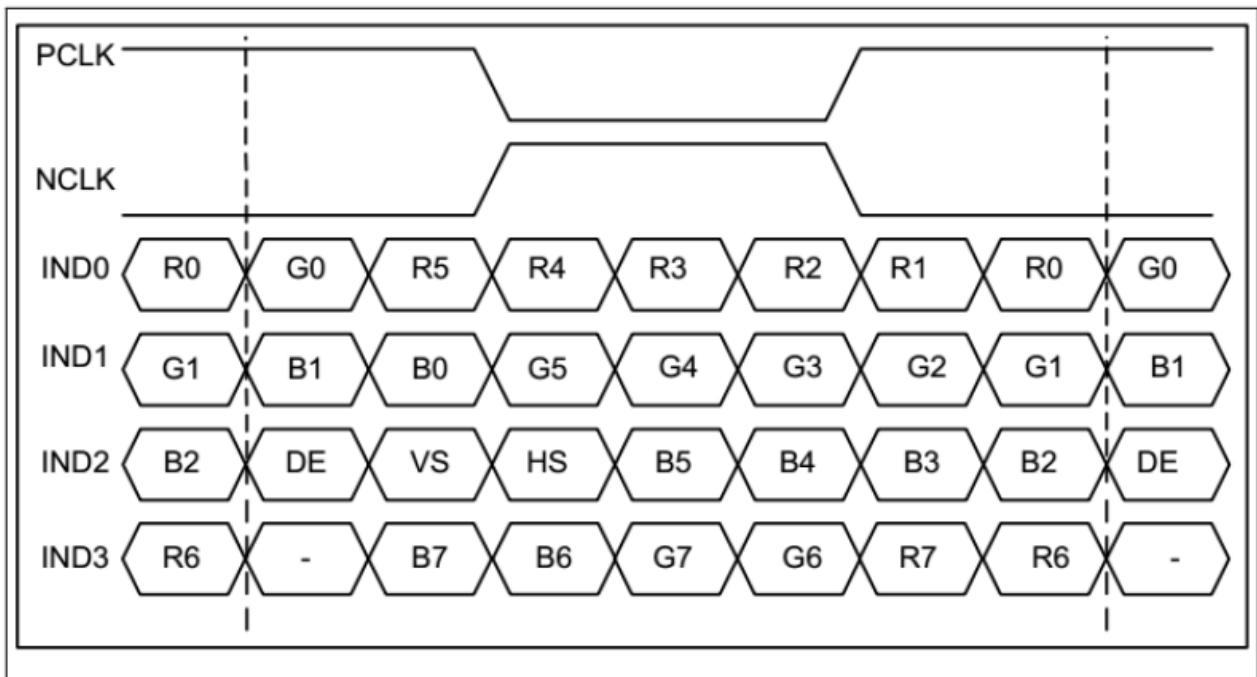 PCLK
NCLK
IND0 R0 G0 R5 R4 R3 R2 R1 R0 G0
IND1 G1 B1 B0 G5 G4 G3 G2 G1 B1
IND2 B2 DE VS HS B5 B4 B3 B2 DE
IND3 R6 - B7 B6 G7 G6 R7 R6 -